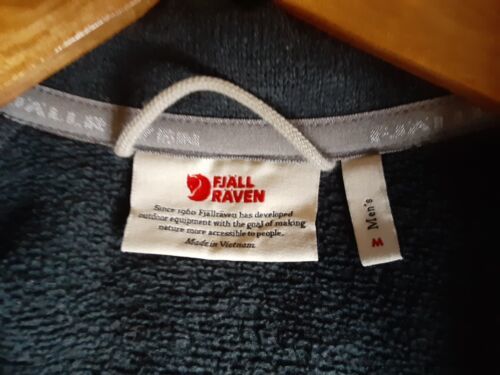 FJÄLL
RÄVEN
Since 1960 Fjällräven has developed
outdoor equipment with the goal of making
nature more accessible to people.
Made in Vietnam.
Men's
M